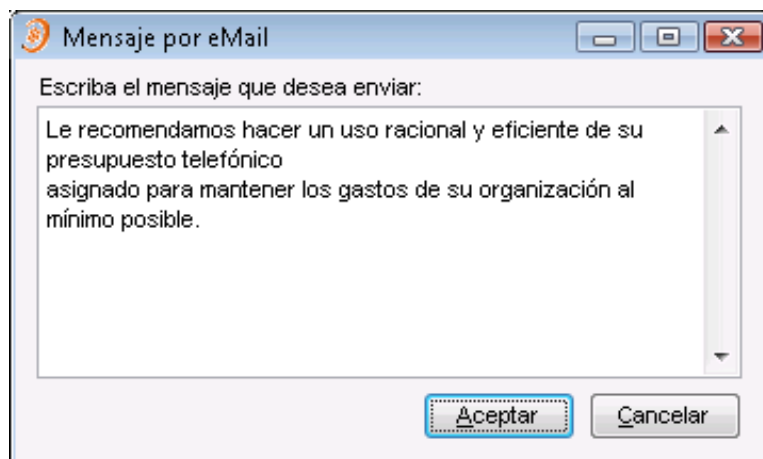 Mensaje por eMail
Escriba el mensaje que desea enviar:
Le recomendamos hacer un uso racional y eficiente de su
presupuesto telefónico
asignado para mantener los gastos de su organización al
mínimo posible.
Aceptar
Cancelar